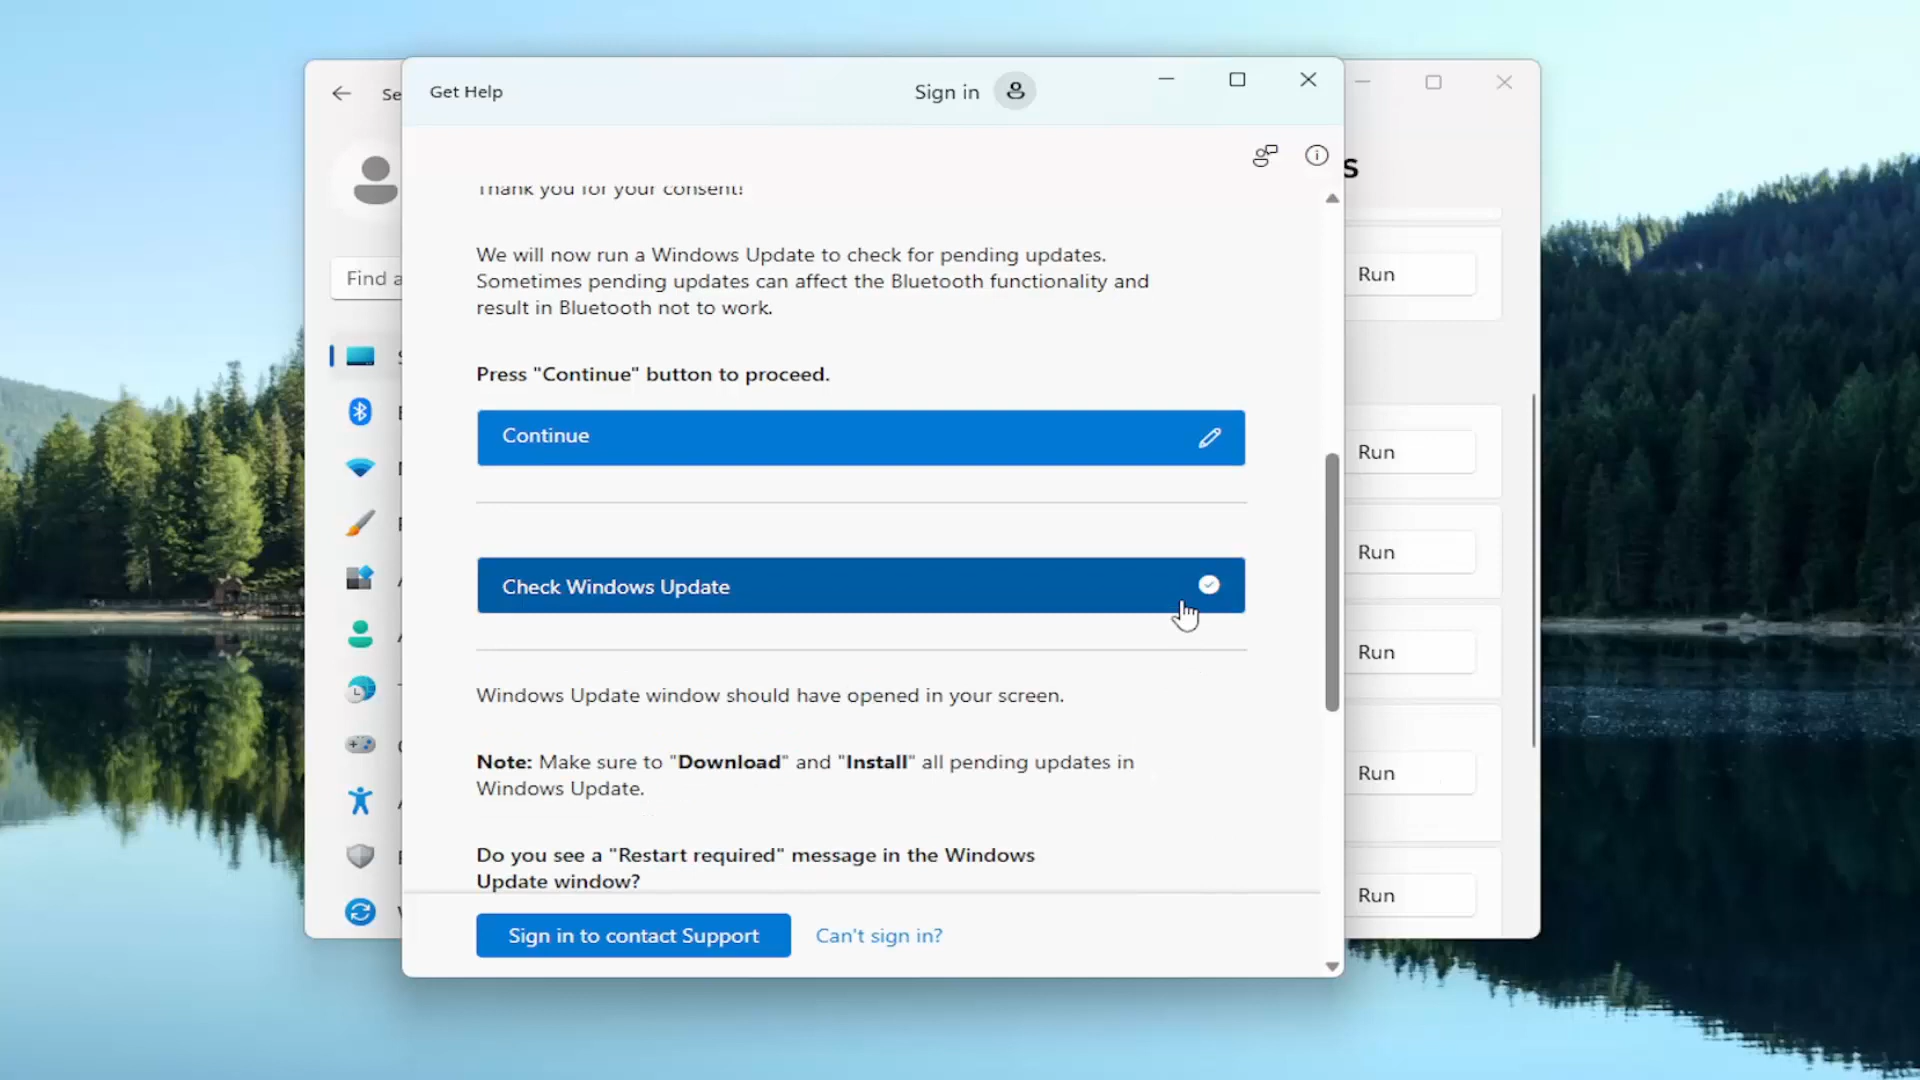 Get Help
Sign in
Se
s
Thank you for your consent!
Find a
We will now run a Windows Update to check for pending updates.
Sometimes pending updates can affect the Bluetooth functionality and
result in Bluetooth not to work.
Run
Press "Continue" button to proceed.
Continue
Run
Check Windows Update
Run
Run
Windows Update window should have opened in your screen.
Note: Make sure to "Download" and "Install" all pending updates in
Windows Update.
Run
Do you see a "Restart required" message in the Windows
Update window?
Run
Sign in to contact Support
Can't sign in?